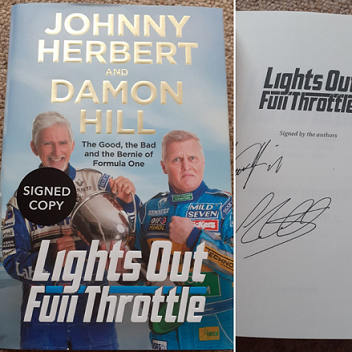 JOHNNY
HERBERT
AND
DAMON
HILL
The Good, the Bad
and the Bernie of
Formula One
SIGNED
COPY
MILD
SEVEN
Lights Out
Full Throttle
Lights Out
Full Throttle
Signed by the authors